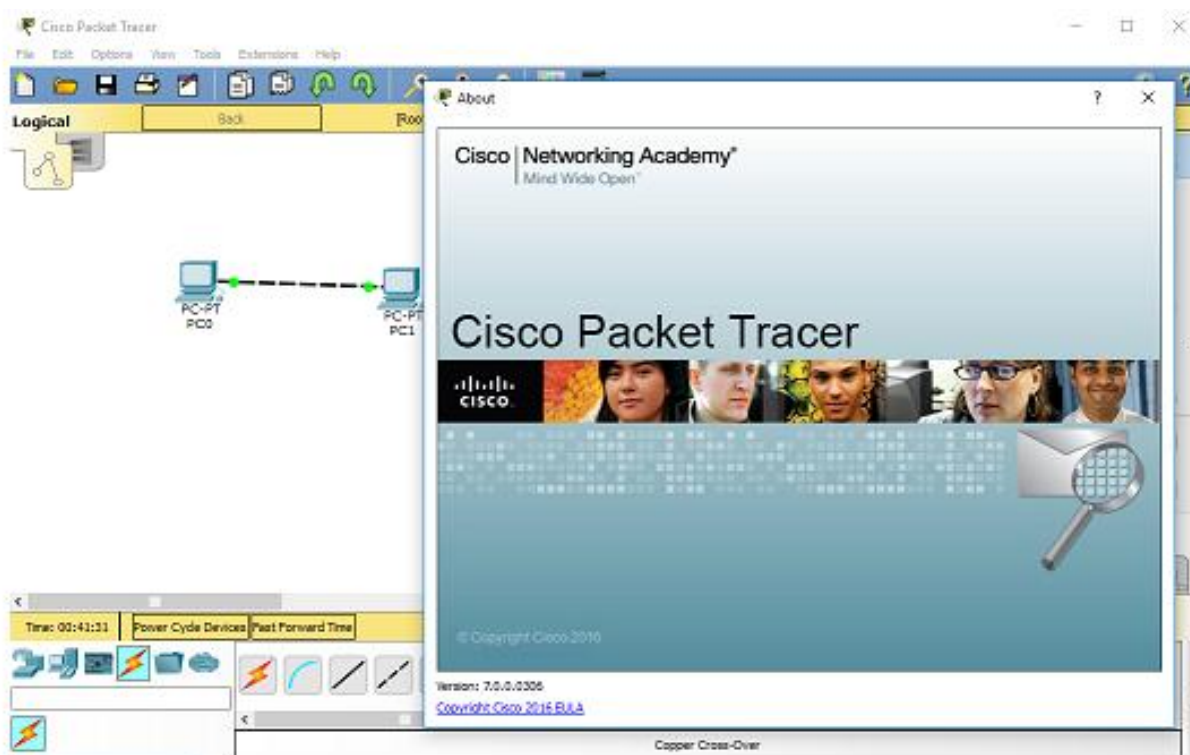 Cisco Packet Tracer
File Edit Options View Tools Extensions Help
About
Logical
Back
[Roo
Cisco Networking Academy®
Mind Wide Open™
PC-PT
PC0
PC-PT
PC1
Cisco Packet Tracer
CISCO
© Copyright Cisco 2016
Time: 00:41:31
Power Cycle Devices
Fast Forward Time
Version: 7.0.0.0306
Copyright Cisco 2016 EULA
Copper Cross-Over